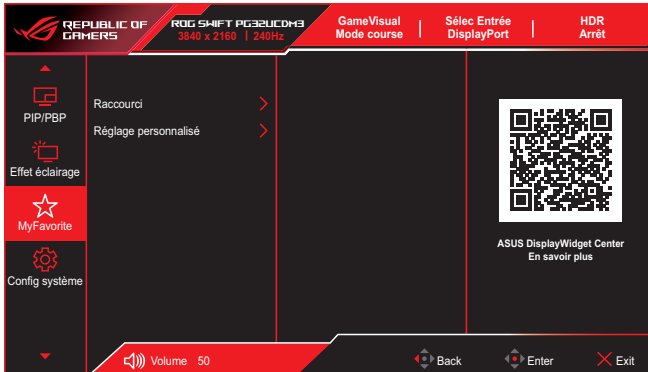 REPUBLIC OF
GAMERS
ROG SWIFT PG32UCDM3
3840 x 2160 | 240Hz
GameVisual
Mode course
Sélec Entrée
DisplayPort
HDR
Arrêt
PIP/PBP
Effet éclairage
MyFavorite
Config système
Raccourci
Réglage personnalisé
ASUS DisplayWidget Center
En savoir plus
Volume 50
Back
Enter
Exit